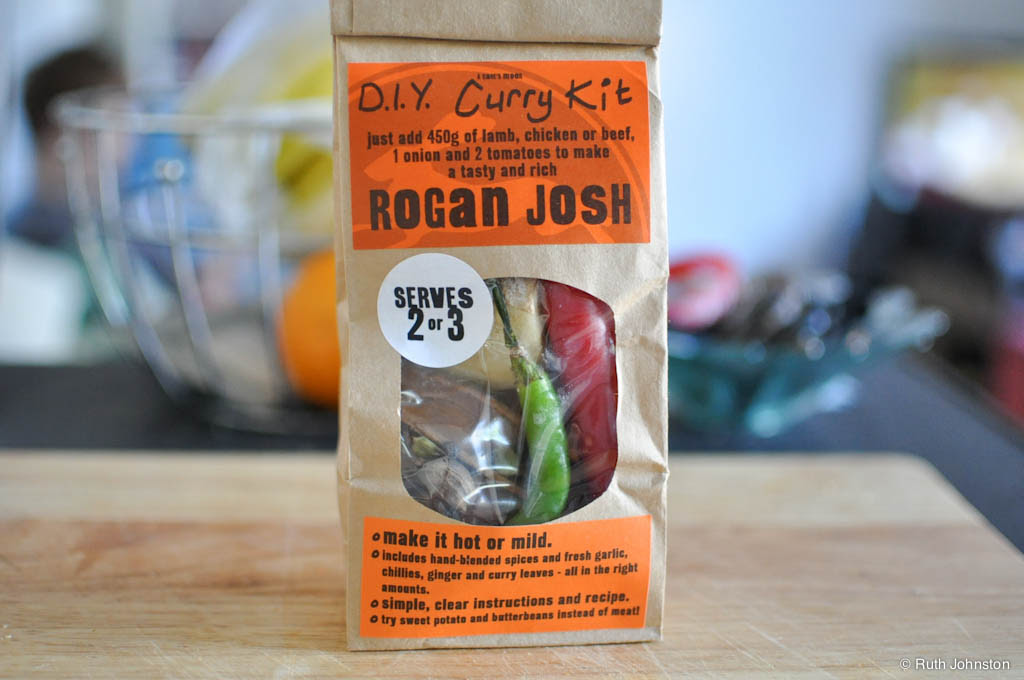 D.I.Y. Curry Kit
just add 450g of lamb, chicken or beef,
1 onion and 2 tomatoes to make
a tasty and rich
ROGAN JOSH
SERVES
2 or 3
make it hot or mild.
includes hand-blended spices and fresh garlic,
chillies, ginger and curry leaves - all in the right
amounts.
simple, clear instructions and recipe.
try sweet potato and butterbeans instead of meat!
© Ruth Johnston